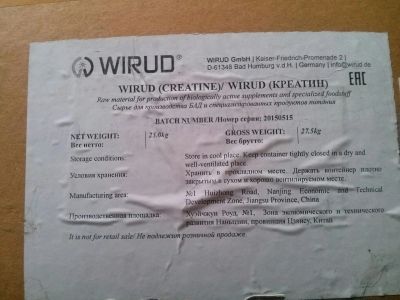 WIRUD®
WIRUD GmbH | Kaiser-Friedrich-Promenade 2 |
D-61348 Bad Homburg v.d.H. | Germany | info@wirud.de
WIRUD (CREATINE)/ WIRUD (КРЕАТИН)
EAC
Raw material for production of biologically active supplements and specialized foodstuff
Сырье для производства БАД и специализированных продуктов питания
BATCH NUMBER /Номер серии: 20150515
NET WEIGHT: 25.0kg GROSS WEIGHT: 27.5kg
Вес нетто: Вес брутто:
Storage conditions: Store in cool place. Keep container tightly closed in a dry and
well-ventilated place.
Условия хранения: Хранить в прохладном месте. Держать контейнер плотно
закрытым в сухом и хорошо вентилируемом месте.
Manufacturing area: №1 Huizhong Road, Nanjing Economic and Technical
Development Zone, Jiangsu Province, China
Производственная площадка: Хуэйчжун Роуд, №1, Зона экономического и технического
развития Наньцзин, провинция Цзянсу, Китай
It is not for retail sale/ Не подлежит розничной продаже.